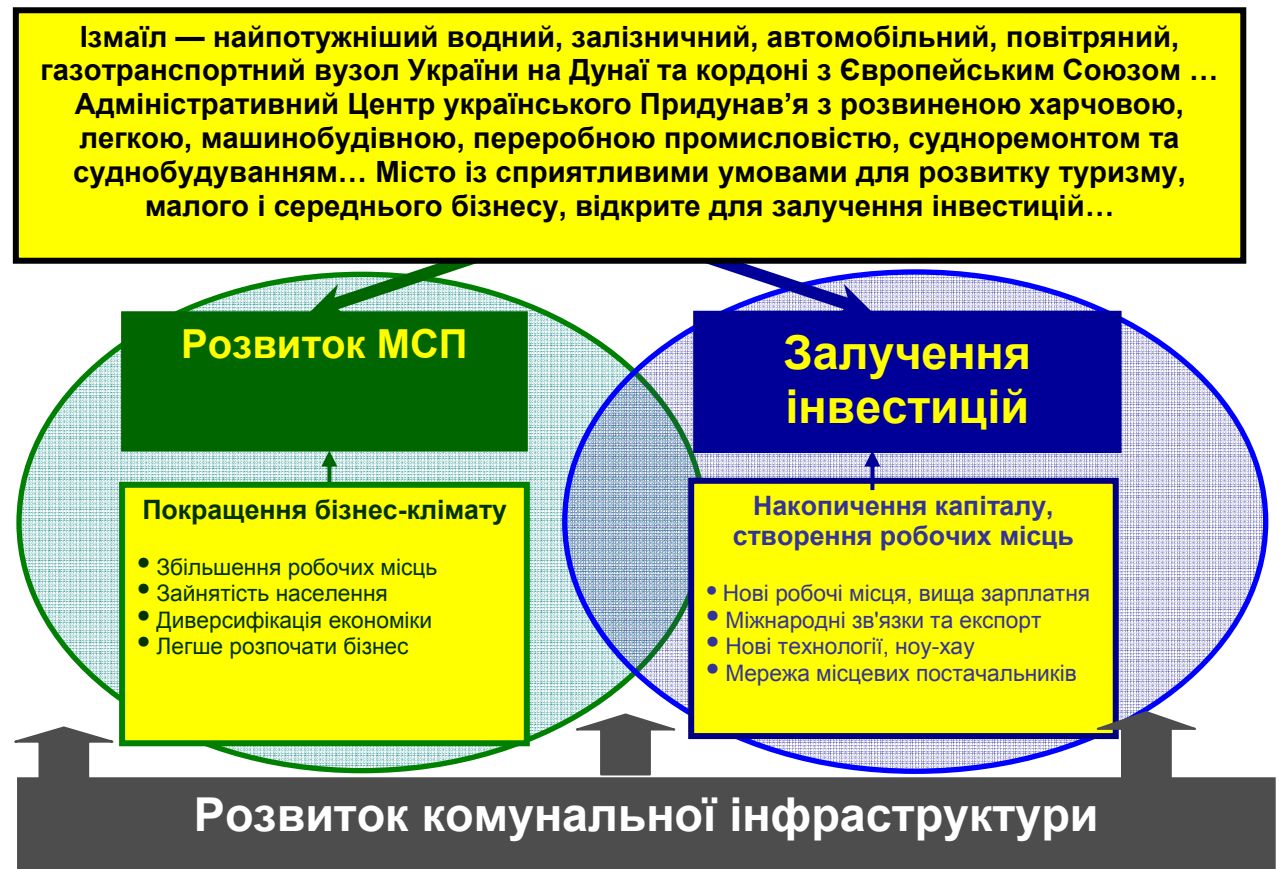 Ізмаїл — найпотужніший водний, залізничний, автомобільний, повітряний,
газотранспортний вузол України на Дунаї та кордоні з Європейським Союзом …
Адміністративний Центр українського Придунав’я з розвиненою харчовою,
легкою, машинобудівною, переробною промисловістю, судноремонтом та
суднобудуванням… Місто із сприятливими умовами для розвитку туризму,
малого і середнього бізнесу, відкрите для залучення інвестицій…
Розвиток МСП
Покращення бізнес-клімату
• Збільшення робочих місць
• Зайнятість населення
• Диверсифікація економіки
• Легше розпочати бізнес
Залучення
інвестицій
Накопичення капіталу,
створення робочих місць
• Нові робочі місця, вища зарплатня
• Міжнародні зв'язки та експорт
• Нові технології, ноу-хау
• Мережа місцевих постачальників
Розвиток комунальної інфраструктури